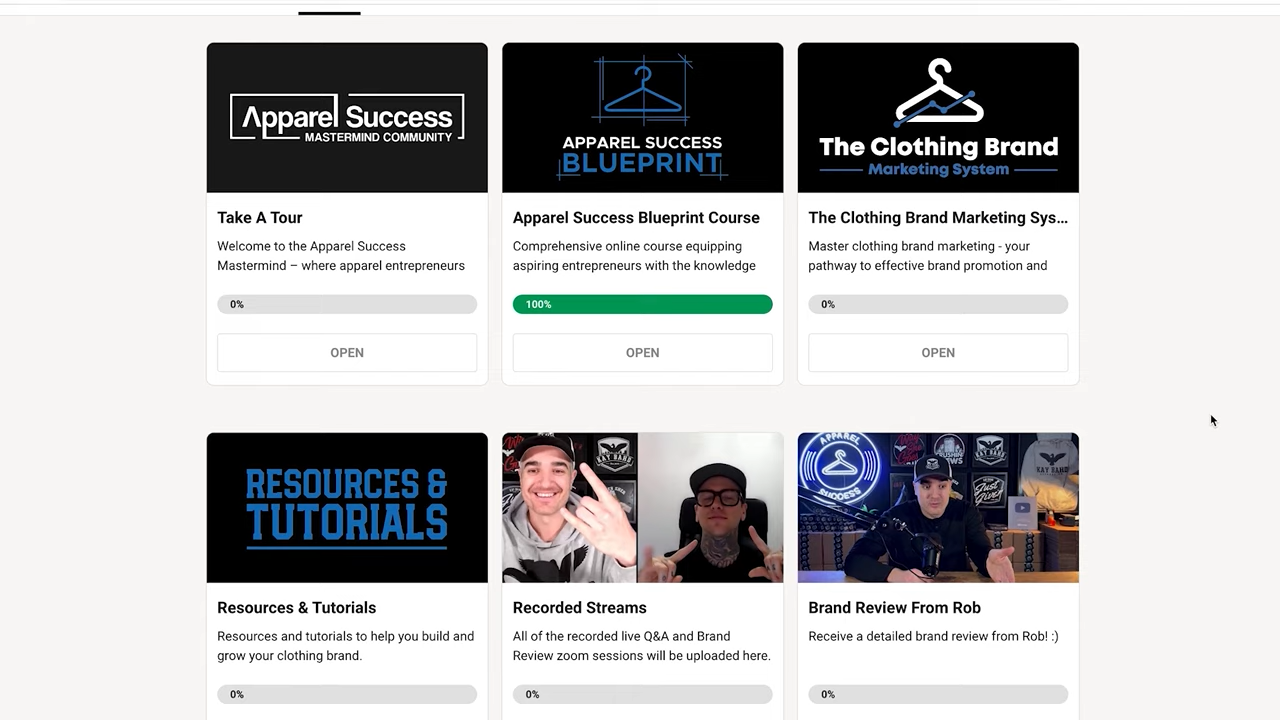 Apparel Success
MASTERMIND COMMUNITY
Take A Tour
Welcome to the Apparel Success
Mastermind – where apparel entrepreneurs
0%
OPEN
APPAREL SUCCESS
BLUEPRINT
Apparel Success Blueprint Course
Comprehensive online course equipping
aspiring entrepreneurs with the knowledge
100%
OPEN
The Clothing Brand
Marketing System
The Clothing Brand Marketing Sys...
Master clothing brand marketing - your
pathway to effective brand promotion and
0%
OPEN
RESOURCES &
TUTORIALS
Resources & Tutorials
Resources and tutorials to help you build and
grow your clothing brand.
0%
Recorded Streams
All of the recorded live Q&A and Brand
Review zoom sessions will be uploaded here.
0%
APPAREL
SUCCESS
KAY BAND
Just
Brand Review From Rob
Receive a detailed brand review from Rob! :)
0%